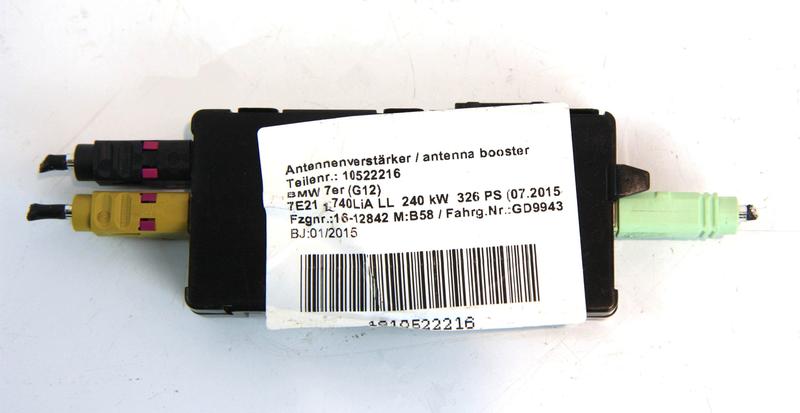 Antennenverstärker / antenna booster
Teilenr.: 10522216
BMW 7er (G12)
7E21 740LiA LL 240 kW 326 PS (07.2015
Fzgnr.:16-12842 M:B58 / Fahrg.Nr.:GD9943
BJ:01/2015
1910522216